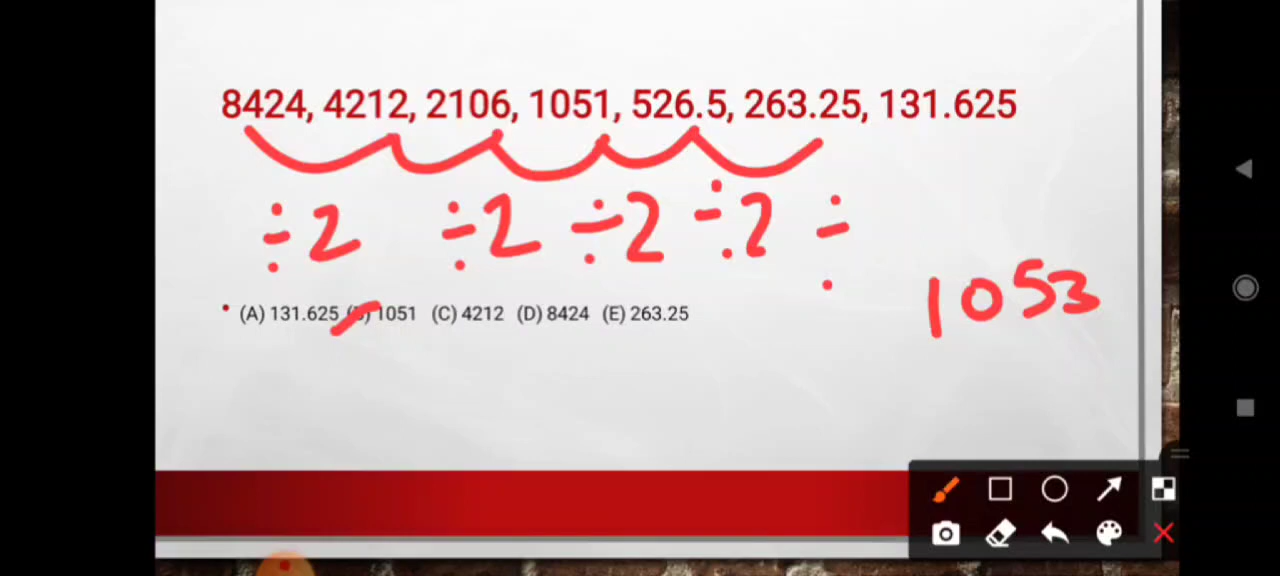 8424, 4212, 2106, 1051, 526.5, 263.25, 131.625
÷2 ÷2 ÷2 ÷2 ÷
1053
• (A) 131.625 (B) 1051 (C) 4212 (D) 8424 (E) 263.25